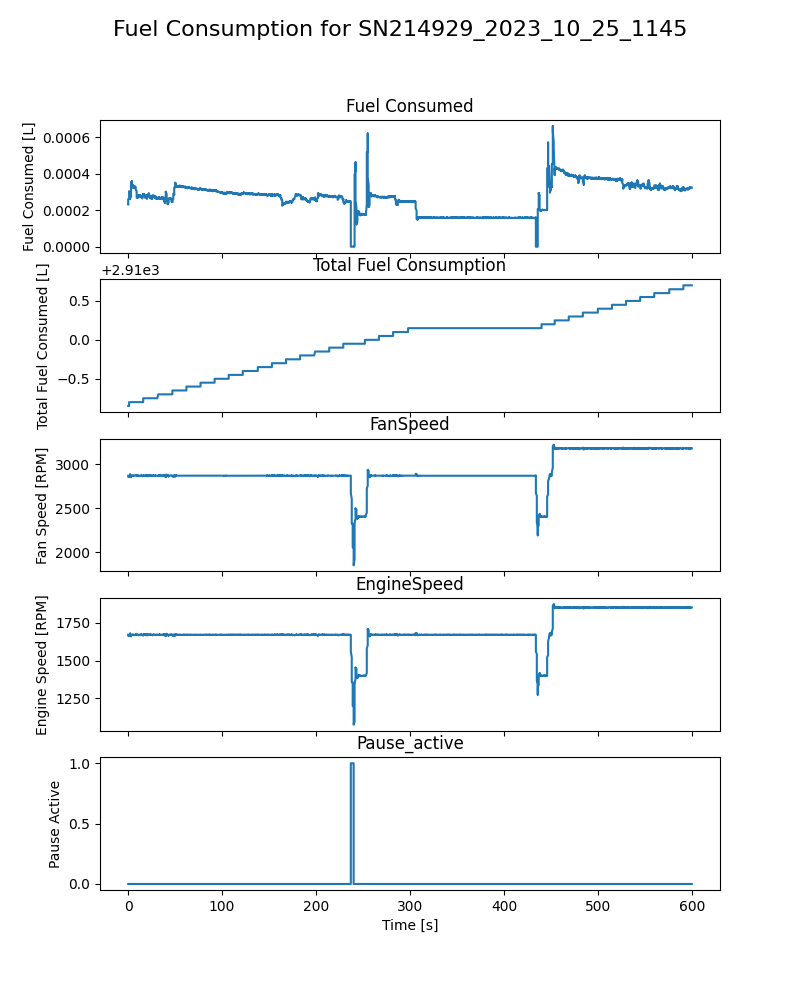 Fuel Consumption for SN214929_2023_10_25_1145
Fuel Consumed
Fuel Consumed [L]
0.0006
0.0004
0.0002
0.0000
Total Fuel Consumption
+2.91e3
Total Fuel Consumed [L]
0.5
0.0
−0.5
FanSpeed
Fan Speed [RPM]
3000
2500
2000
EngineSpeed
Engine Speed [RPM]
1750
1500
1250
Pause_active
Pause Active
1.0
0.5
0.0
0 100 200 300 400 500 600
Time [s]